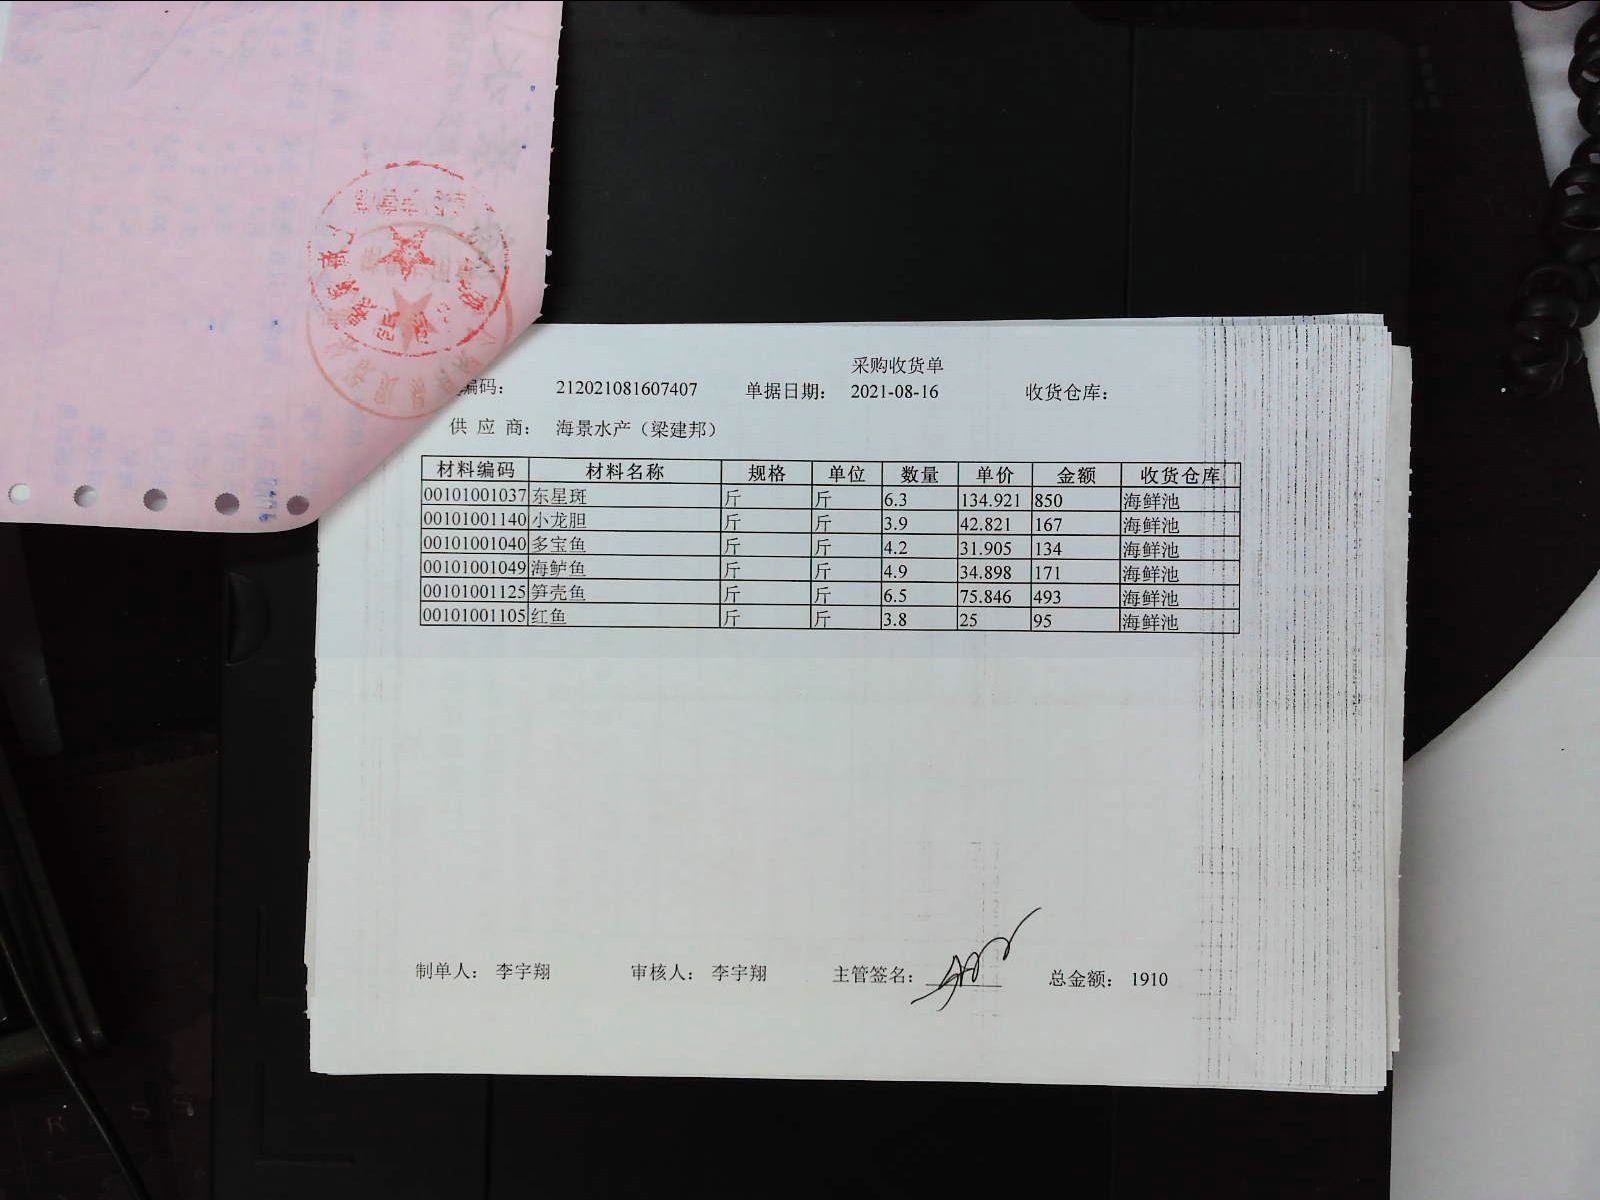 采购收货单
编码: 212021081607407 单据日期: 2021-08-16 收货仓库:
供 应 商: 海景水产（梁建邦）
材料编码 材料名称 规格 单位 数量 单价 金额 收货仓库
00101001037 东星斑 斤 斤 6.3 134.921 850 海鲜池
00101001140 小龙胆 斤 斤 3.9 42.821 167 海鲜池
00101001040 多宝鱼 斤 斤 4.2 31.905 134 海鲜池
00101001049 海鲈鱼 斤 斤 4.9 34.898 171 海鲜池
00101001125 笋壳鱼 斤 斤 6.5 75.846 493 海鲜池
00101001105 红鱼 斤 斤 3.8 25 95 海鲜池
制单人: 李宇翔 审核人: 李宇翔 主管签名: 总金额: 1910